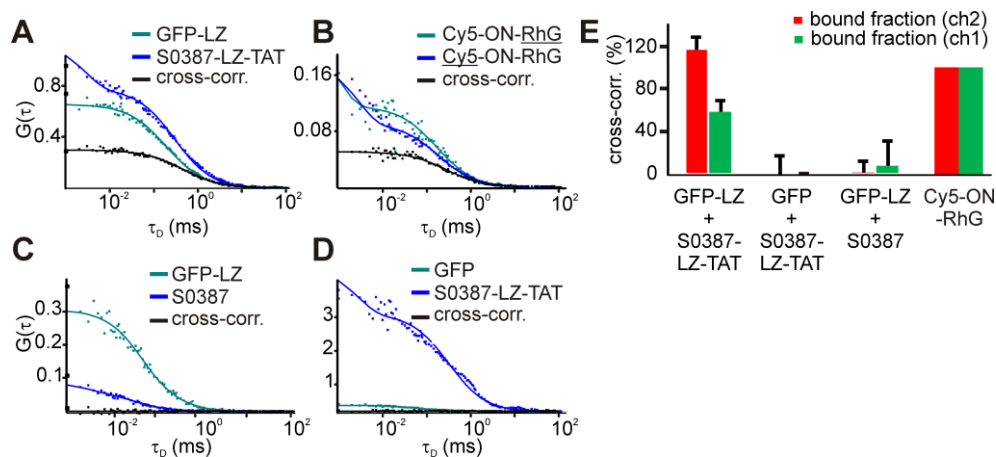 A
GFP-LZ
S0387-LZ-TAT
cross-corr.
G(τ)
0.8
0.4
10⁻² 10⁰ 10²
τD (ms)
B
Cy5-ON-RhG
Cy5-ON-RhG
cross-corr.
0.16
0.08
10⁻² 10⁰ 10²
τD (ms)
C
GFP-LZ
S0387
cross-corr.
G(τ)
0.3
0.2
0.1
10⁻² 10⁰ 10²
τD (ms)
D
GFP
S0387-LZ-TAT
cross-corr.
3
2
1
10⁻² 10⁰ 10²
τD (ms)
E
bound fraction (ch2)
bound fraction (ch1)
cross-corr. (%)
120
80
40
0
GFP-LZ
+
S0387-
LZ-TAT
GFP
+
S0387-
LZ-TAT
GFP-LZ
+
S0387
Cy5-ON
-RhG